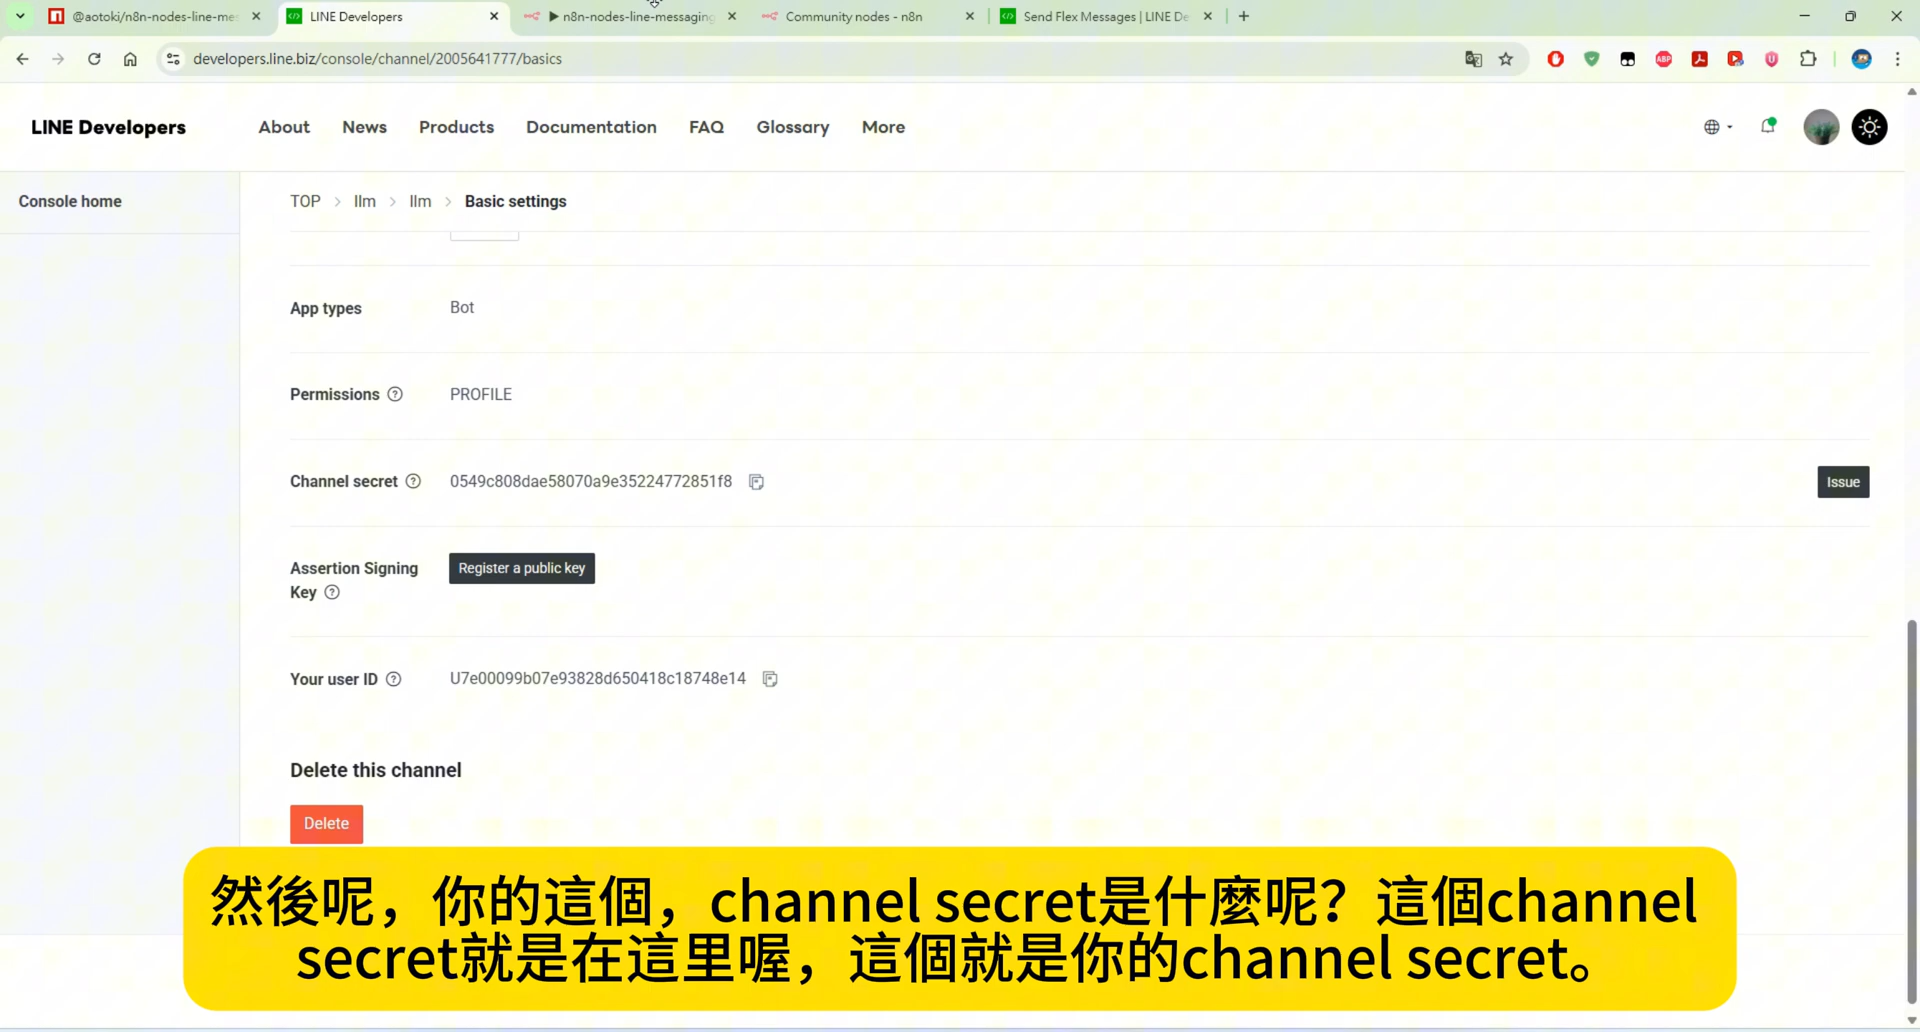 @aotoki/n8n-nodes-line-mes
LINE Developers
▶ n8n-nodes-line-messaging
Community nodes - n8n
Send Flex Messages | LINE De
developers.line.biz/console/channel/2005641777/basics
ABP
LINE Developers
About
News
Products
Documentation
FAQ
Glossary
More
Console home
TOP > llm > llm > Basic settings
App types
Bot
Permissions
PROFILE
Channel secret
0549c808dae58070a9e35224772851f8
Issue
Assertion Signing
Key
Register a public key
Your user ID
U7e00099b07e93828d650418c18748e14
Delete this channel
Delete
然後呢，你的這個，channel secret是什麼呢？這個channel
secret就是在這里喔，這個就是你的channel secret。